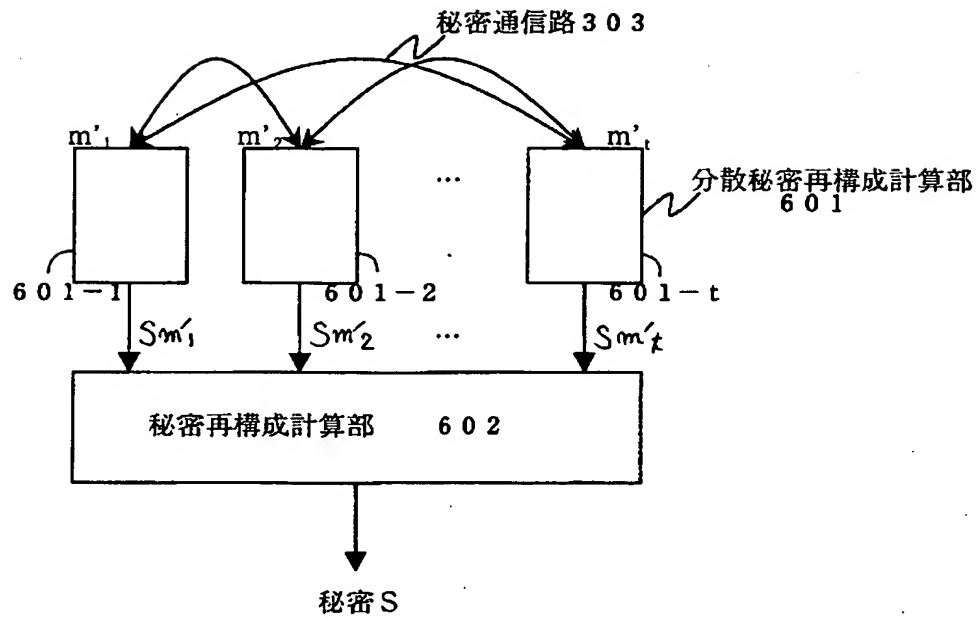 秘密通信路３０３
m'₁ m'₂ m'ₜ
...
分散秘密再構成計算部
６０１
６０１−１ ６０１−２ ６０１−ｔ
Sm'₁ Sm'₂ ... Sm'ₜ
秘密再構成計算部 ６０２
秘密Ｓ